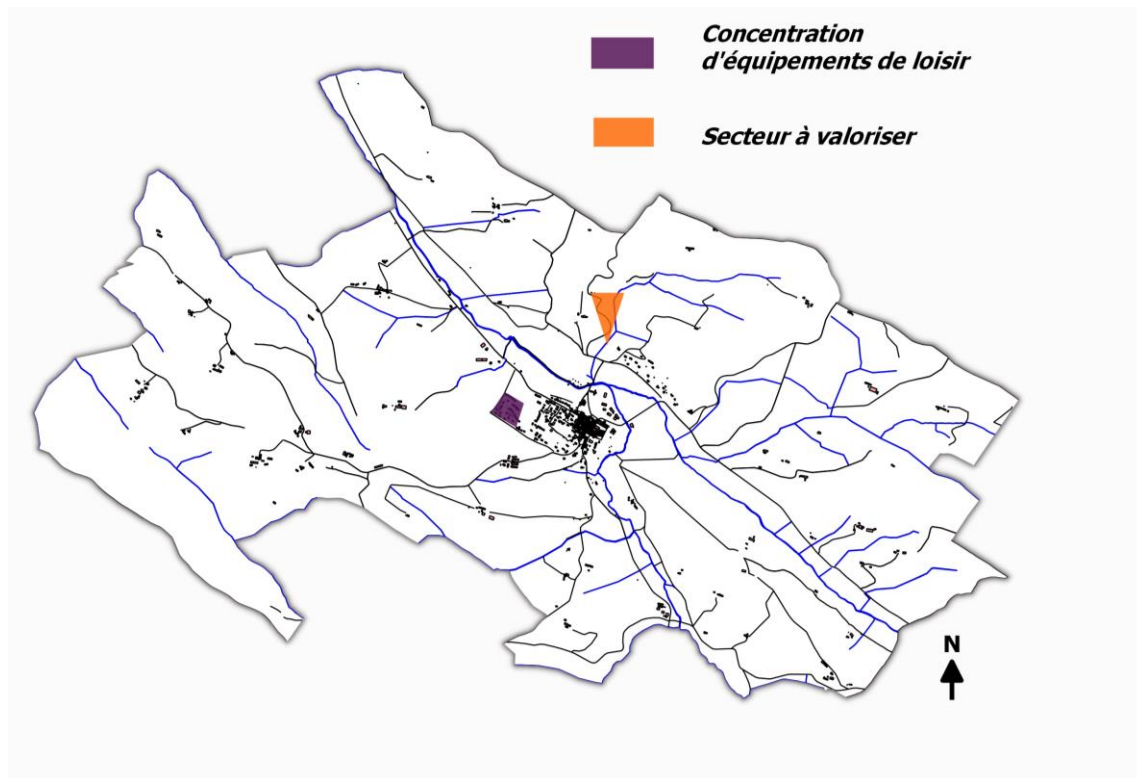 Concentration
d'équipements de loisir
Secteur à valoriser
N